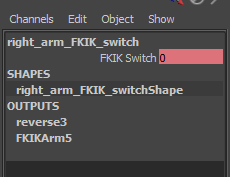 Channels Edit Object Show
right_arm_FKIK_switch
FKIK Switch 0
SHAPES
right_arm_FKIK_switchShape
OUTPUTS
reverse3
FKIKArm5